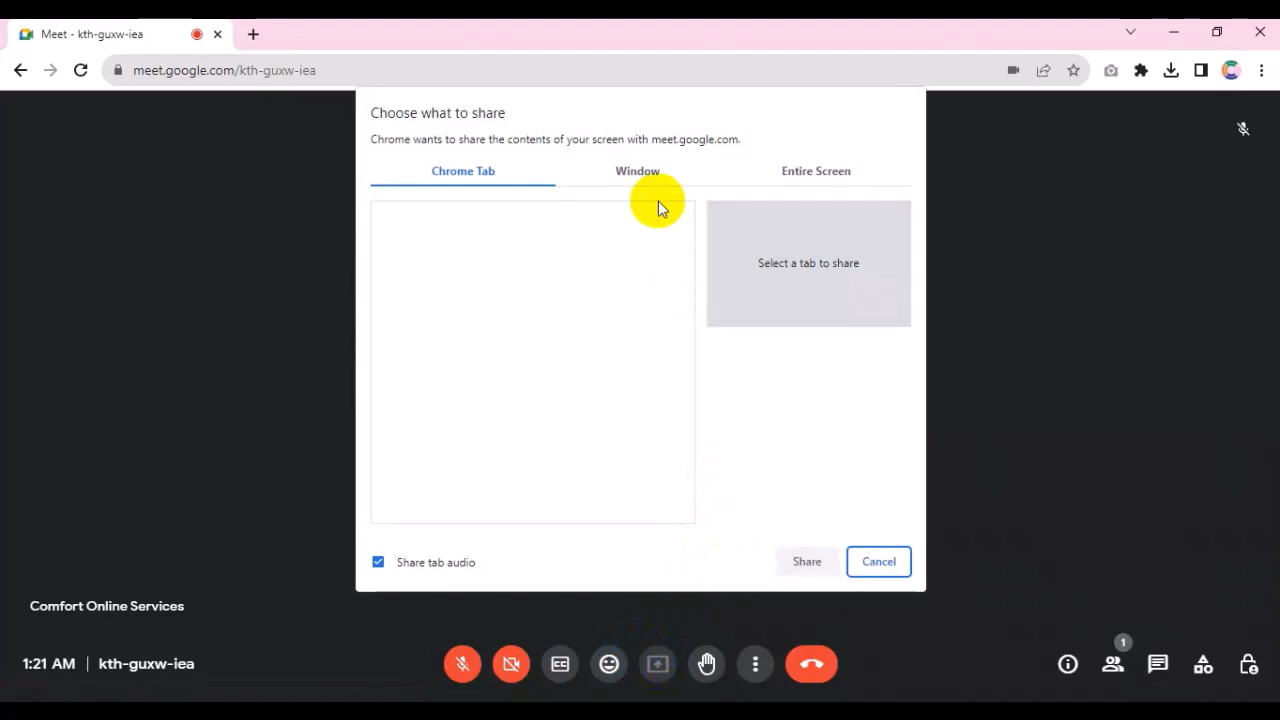 Meet - kth-guxw-iea
meet.google.com/kth-guxw-iea
Choose what to share
Chrome wants to share the contents of your screen with meet.google.com.
Chrome Tab
Window
Entire Screen
Select a tab to share
Share tab audio
Share
Cancel
Comfort Online Services
1:21 AM | kth-guxw-iea
CC
1